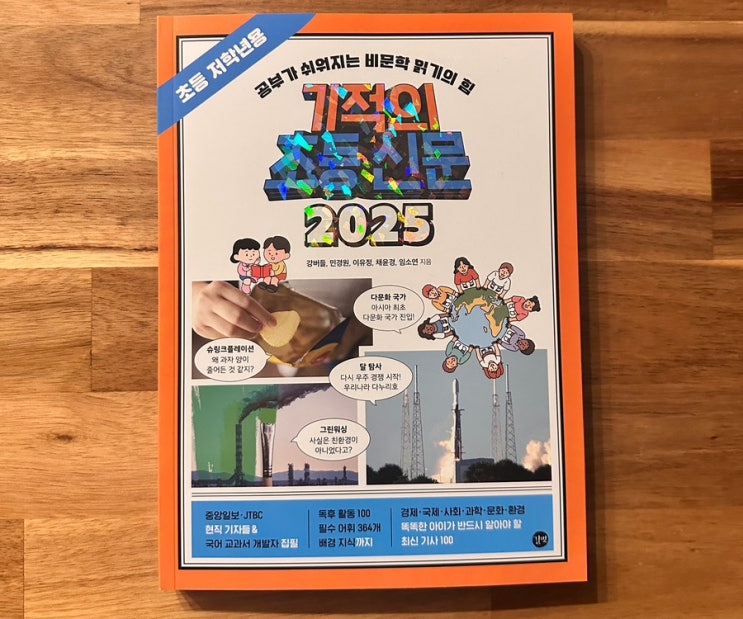 초등 저학년용
공부가 쉬워지는 비문학 읽기의 힘
기적의
초등 신문
2025
강버들, 민경원, 이유정, 채윤경, 임소연 지음
다문화 국가
아시아 최초
다문화 국가 진입!
슈링크플레이션
왜 과자 양이
줄어든 것 같지?
달 탐사
다시 우주 경쟁 시작!
우리나라 다누리호
그린워싱
사실은 친환경이
아니었다고?
중앙일보·JTBC
현직 기자들 &
국어 교과서 개발자 집필
독후 활동 100
필수 어휘 364개
배경 지식까지
경제·국제·사회·과학·문화·환경
똑똑한 아이가 반드시 알아야 할
최신 기사 100
길벗